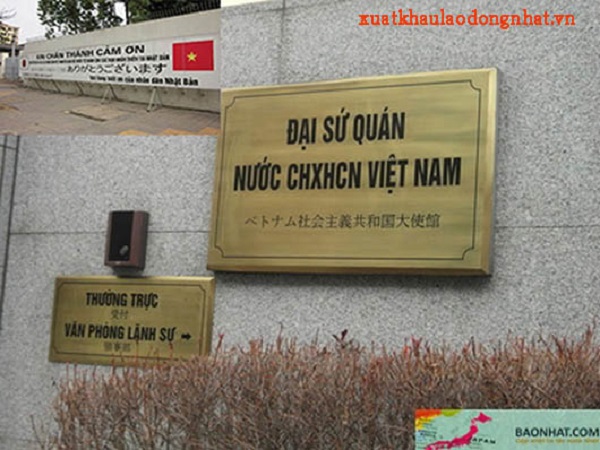 xuatkhaulaodongnhat.vn
XIN CHÂN THÀNH CẢM ƠN
ありがとうございます
ĐẠI SỨ QUÁN
NƯỚC CHXHCN VIỆT NAM
ベトナム社会主義共和国大使館
THƯỜNG TRỰC
受付
VĂN PHÒNG LÃNH SỰ ➡
領事部
BAONHAT.COM